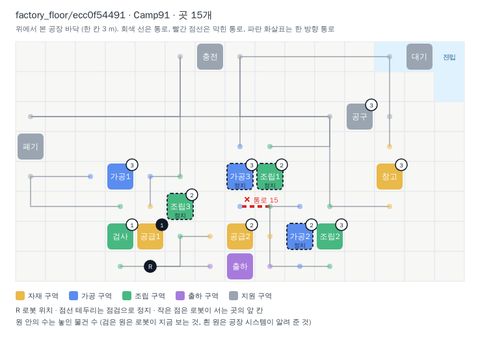 factory_floor/ecc0f54491 · Camp91 · 곳 15개
위에서 본 공장 바닥 (한 칸 3 m). 회색 선은 통로, 빨간 점선은 막힌 통로, 파란 화살표는 한 방향 통로
충전
대기
진입
3
공구
폐기
3
가공1
3
가공3
정지
2
조립1
정지
3
창고
2
조립3
정지
✕ 통로 15
1
검사
1
공급1
2
공급2
2
가공2
정지
3
조립2
R
출하
자재 구역
가공 구역
조립 구역
출하 구역
지원 구역
R 로봇 위치 · 점선 테두리는 점검으로 정지 · 작은 점은 로봇이 서는 곳의 앞 칸
원 안의 수는 놓인 물건 수 (검은 원은 로봇이 지금 보는 것, 흰 원은 공장 시스템이 알려 준 것)